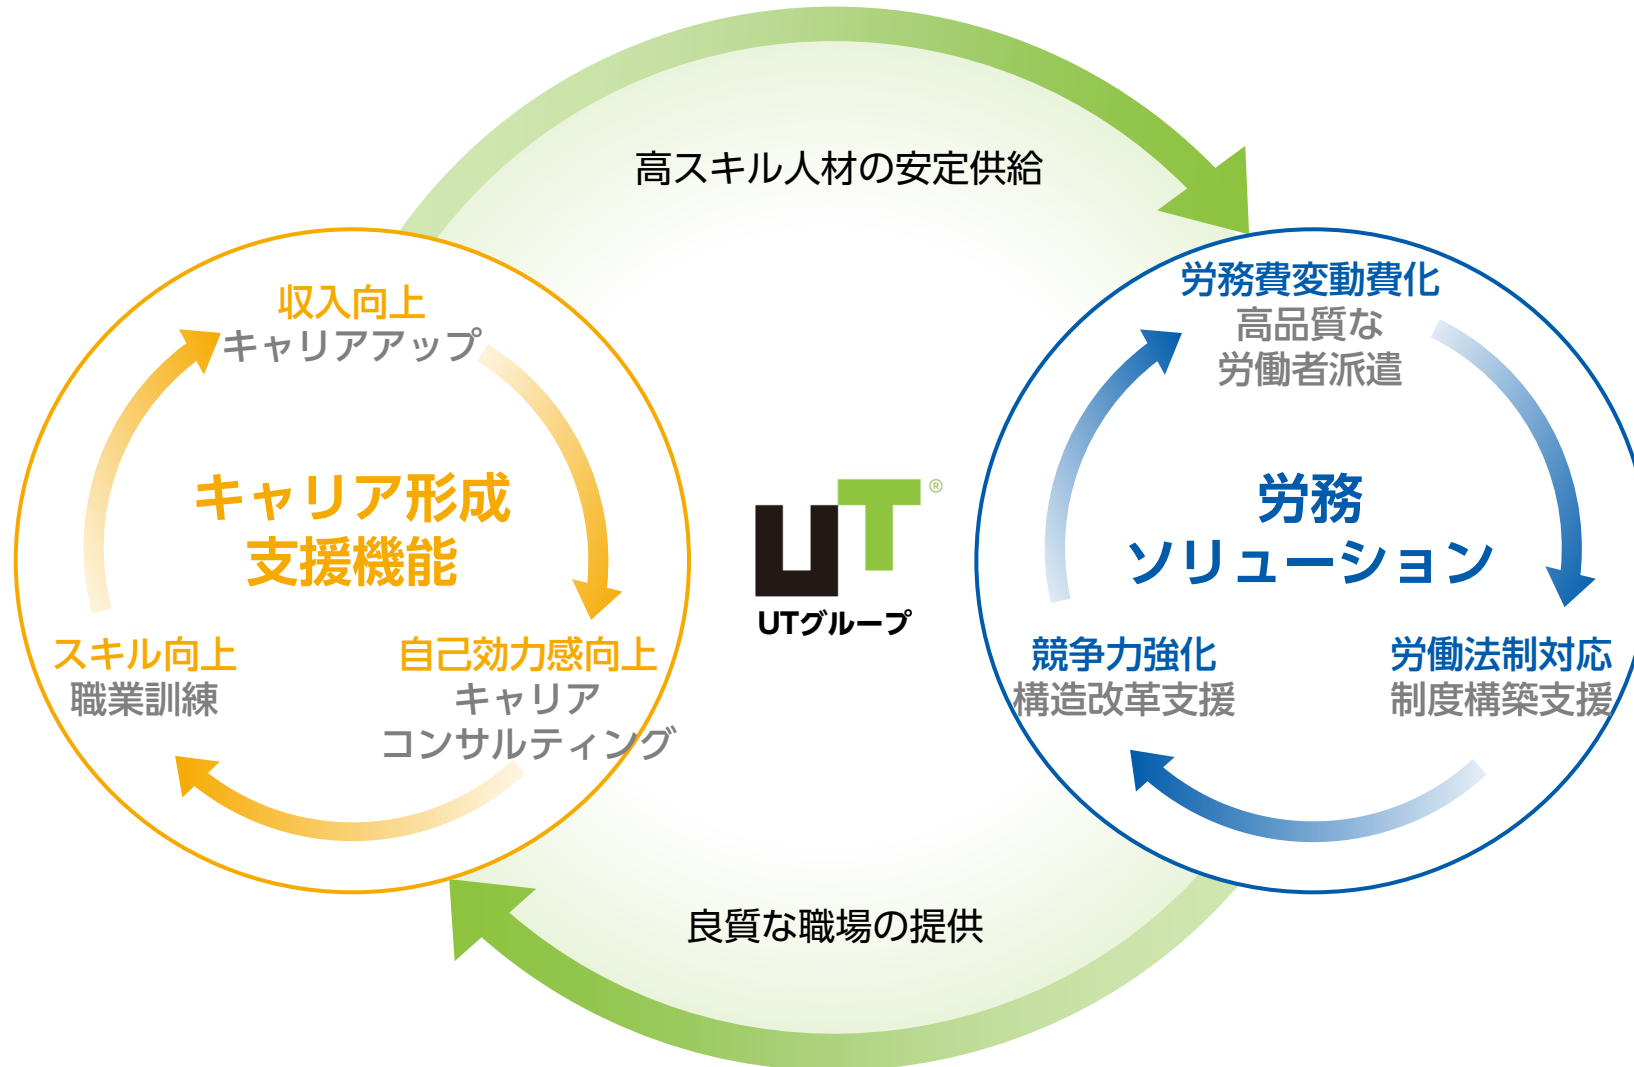 高スキル人材の安定供給
収入向上
キャリアアップ
キャリア形成
支援機能
スキル向上
職業訓練
自己効力感向上
キャリア
コンサルティング
UT®
UTグループ
労務費変動費化
高品質な
労働者派遣
労務
ソリューション
競争力強化
構造改革支援
労働法制対応
制度構築支援
良質な職場の提供